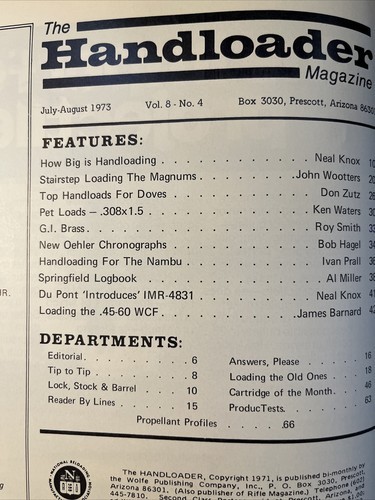 The
Handloader
Magazine
July-August 1973 Vol. 8 - No. 4 Box 3030, Prescott, Arizona 8630
FEATURES:
How Big is Handloading . . . . . . . . . . . Neal Knox 10
Stairstep Loading The Magnums . . . . . . . . John Wootters 20
Top Handloads For Doves . . . . . . . . . . . Don Zutz 26
Pet Loads — .308x1.5 . . . . . . . . . . . Ken Waters 30
G.I. Brass . . . . . . . . . . . . . . . . Roy Smith 33
New Oehler Chronographs . . . . . . . . . . Bob Hagel 34
Handloading For The Nambu . . . . . . . . . . Ivan Prall 36
Springfield Logbook . . . . . . . . . . . . Al Miller 38
Du Pont 'Introduces' IMR-4831 . . . . . . . . Neal Knox 41
Loading the .45-60 WCF . . . . . . . . . . James Barnard 42
DEPARTMENTS:
Editorial . . . . . . . . 6
Tip to Tip . . . . . . . 8
Lock, Stock & Barrel . . . . 10
Reader By Lines . . . . . 15
Answers, Please . . . . . 16
Loading the Old Ones . . . . 18
Cartridge of the Month . . . 46
ProducTests. . . . . . . 63
Propellant Profiles . . . . .66
The HANDLOADER, Copyright 1971, is published bi-monthly by
the Wolfe Publishing Company, Inc., P. O. Box 3030, Prescott,
Arizona 86301. (Also publisher of Rifle Magazine.) Telephone (602)
445-7810. Second Class
IR.